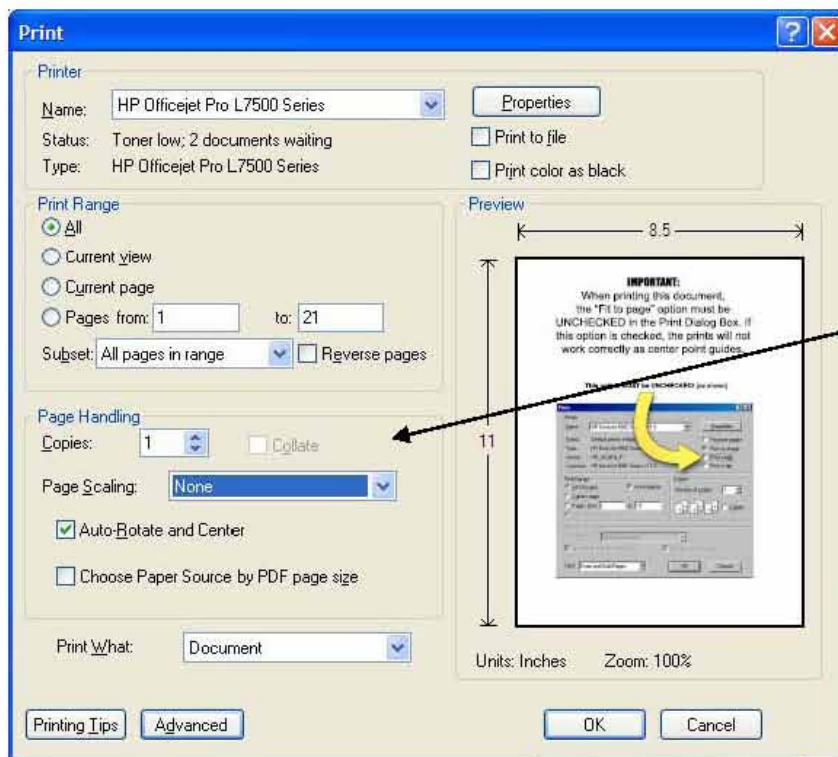 Print
Printer
Name: HP Officejet Pro L7500 Series
Properties
Status: Toner low; 2 documents waiting
Print to file
Type: HP Officejet Pro L7500 Series
Print color as black
Print Range
All
Current view
Current page
Pages from: 1 to: 21
Subset: All pages in range
Reverse pages
Page Handling
Copies: 1
Collate
Page Scaling: None
Auto-Rotate and Center
Choose Paper Source by PDF page size
Print What: Document
Preview
8.5
11
IMPORTANT:
When printing this document,
the "Fit to page" option must be
UNCHECKED in the Print Dialog Box. If
this option is checked, the prints will not
work correctly as center point guides.
This MUST be UNCHECKED (as shown)
Units: Inches Zoom: 100%
Printing Tips
Advanced
OK
Cancel